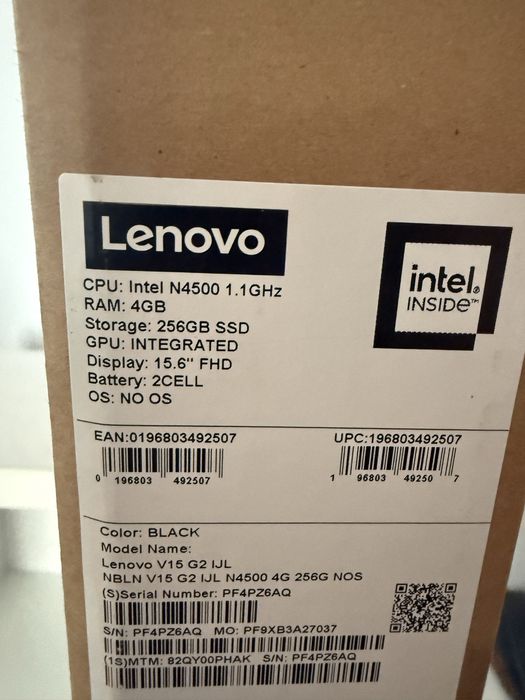 Lenovo
intel.
INSIDE™
CPU: Intel N4500 1.1GHz
RAM: 4GB
Storage: 256GB SSD
GPU: INTEGRATED
Display: 15.6" FHD
Battery: 2CELL
OS: NO OS
EAN:0196803492507
UPC:196803492507
0 196803 492507
1 96803 49250 7
Color: BLACK
Model Name:
Lenovo V15 G2 IJL
NBLN V15 G2 IJL N4500 4G 256G NOS
(S)Serial Number: PF4PZ6AQ
S/N: PF4PZ6AQ MO: PF9XB3A27037
(1S)MTM: 82QY00PHAK S/N: PF4PZ6AQ